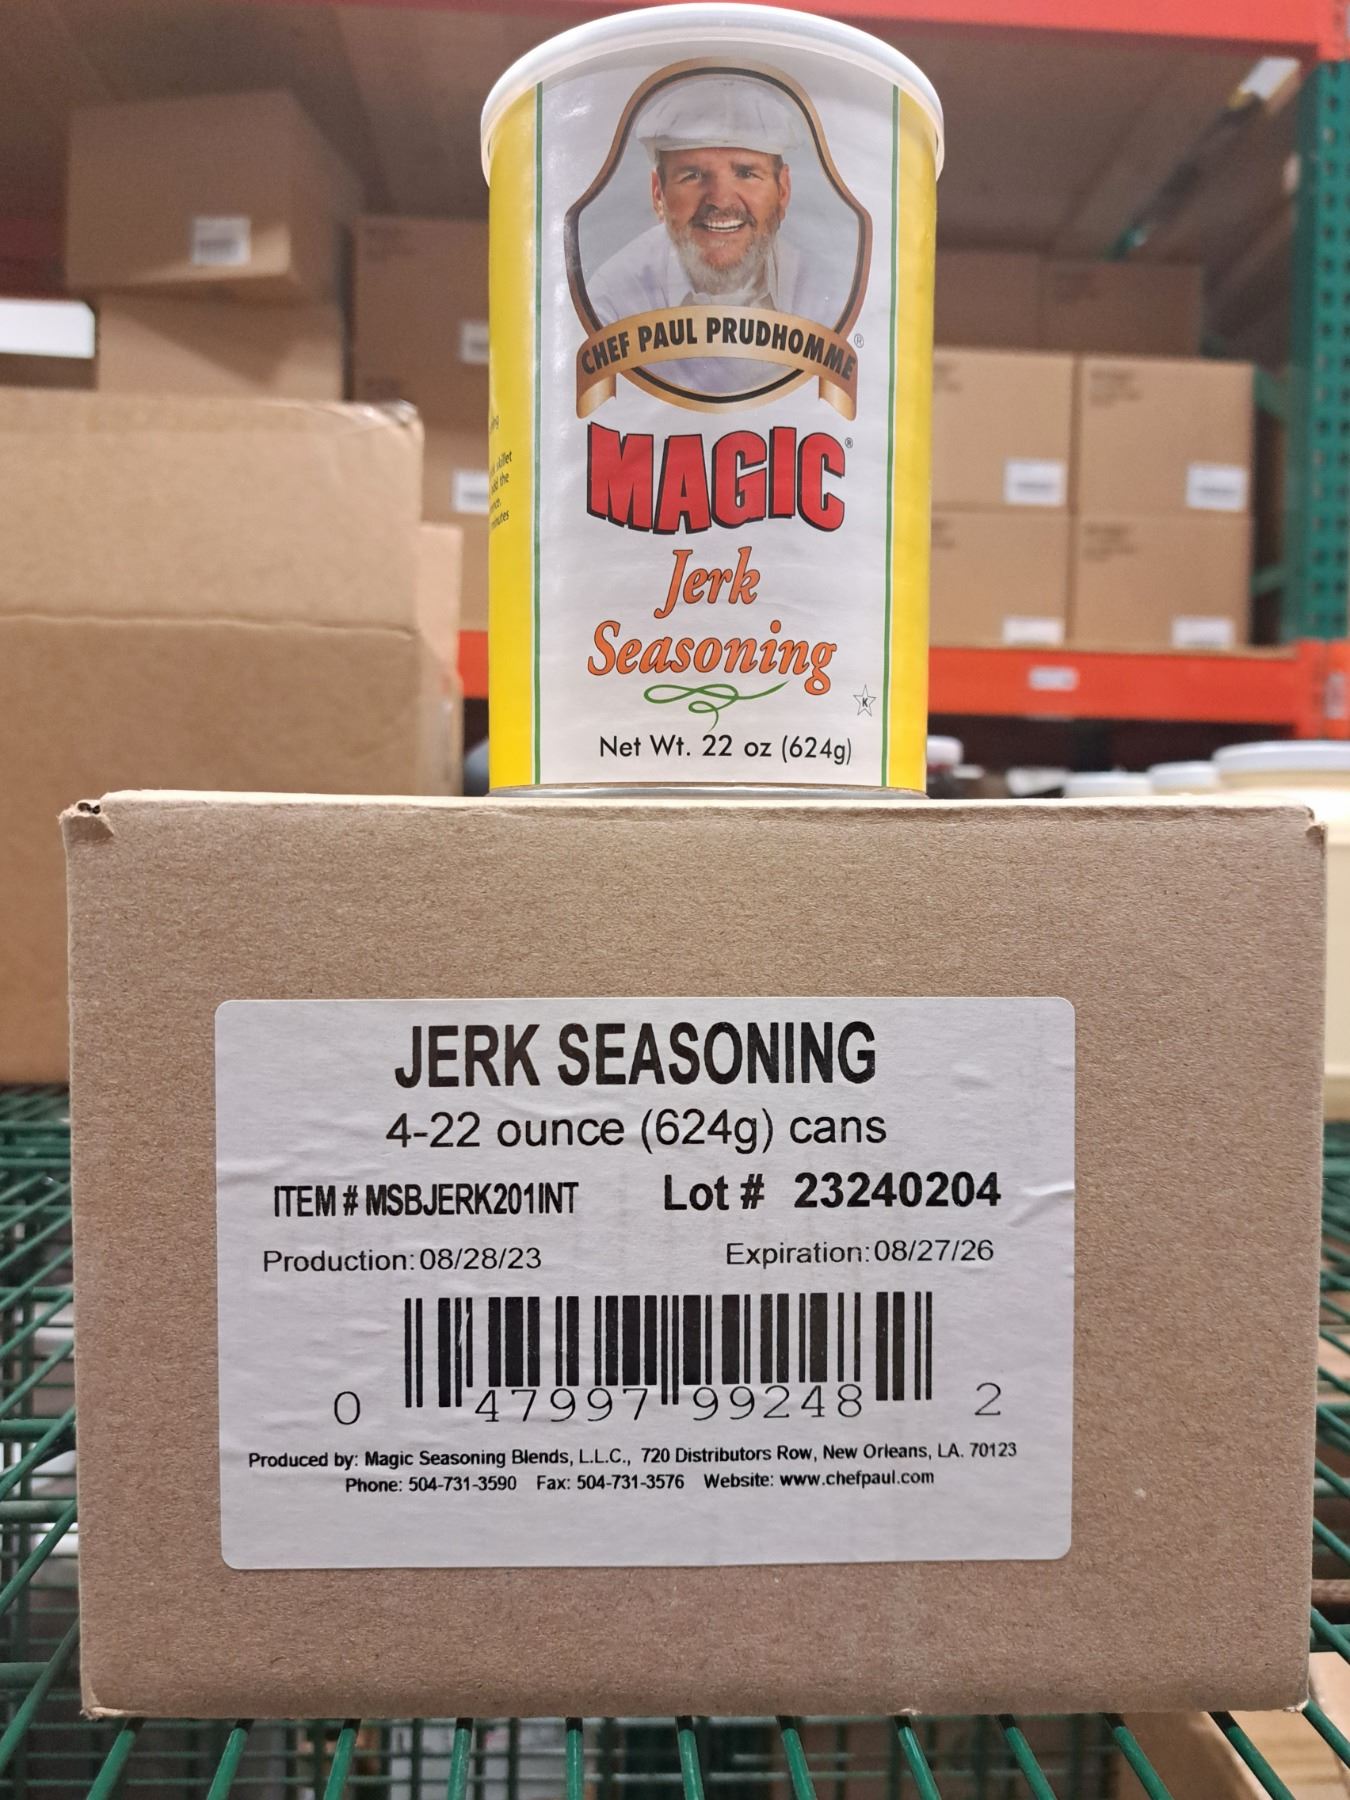 CHEF PAUL PRUDHOMME®
MAGIC®
Jerk
Seasoning
K
Net Wt. 22 oz (624g)
skillet
the
minutes
JERK SEASONING
4-22 ounce (624g) cans
ITEM # MSBJERK201INT Lot # 23240204
Production: 08/28/23 Expiration: 08/27/26
0 47997 99248 2
Produced by: Magic Seasoning Blends, L.L.C., 720 Distributors Row, New Orleans, LA. 70123
Phone: 504-731-3590 Fax: 504-731-3576 Website: www.chefpaul.com